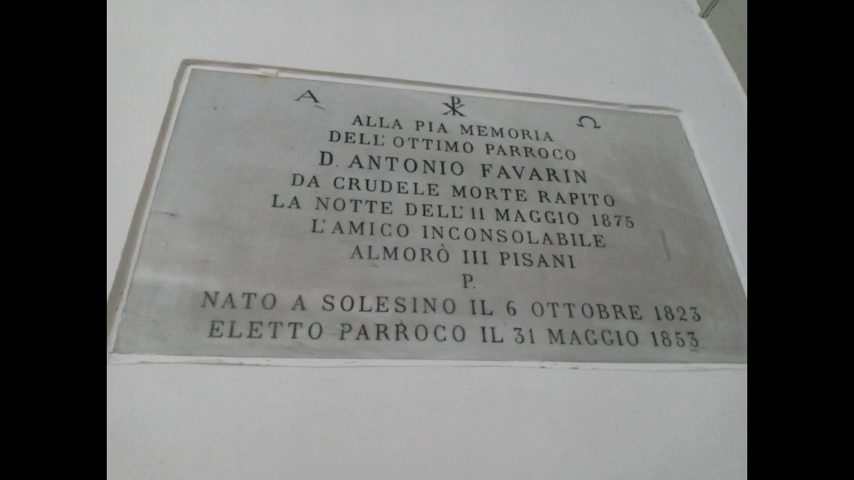 Α ☧ Ω
ALLA PIA MEMORIA
DELL' OTTIMO PARROCO
D. ANTONIO FAVARIN
DA CRUDELE MORTE RAPITO
LA NOTTE DELL' 11 MAGGIO 1875
L'AMICO INCONSOLABILE
ALMORÒ III PISANI
P.
NATO A SOLESINO IL 6 OTTOBRE 1823
ELETTO PARROCO IL 31 MAGGIO 1853